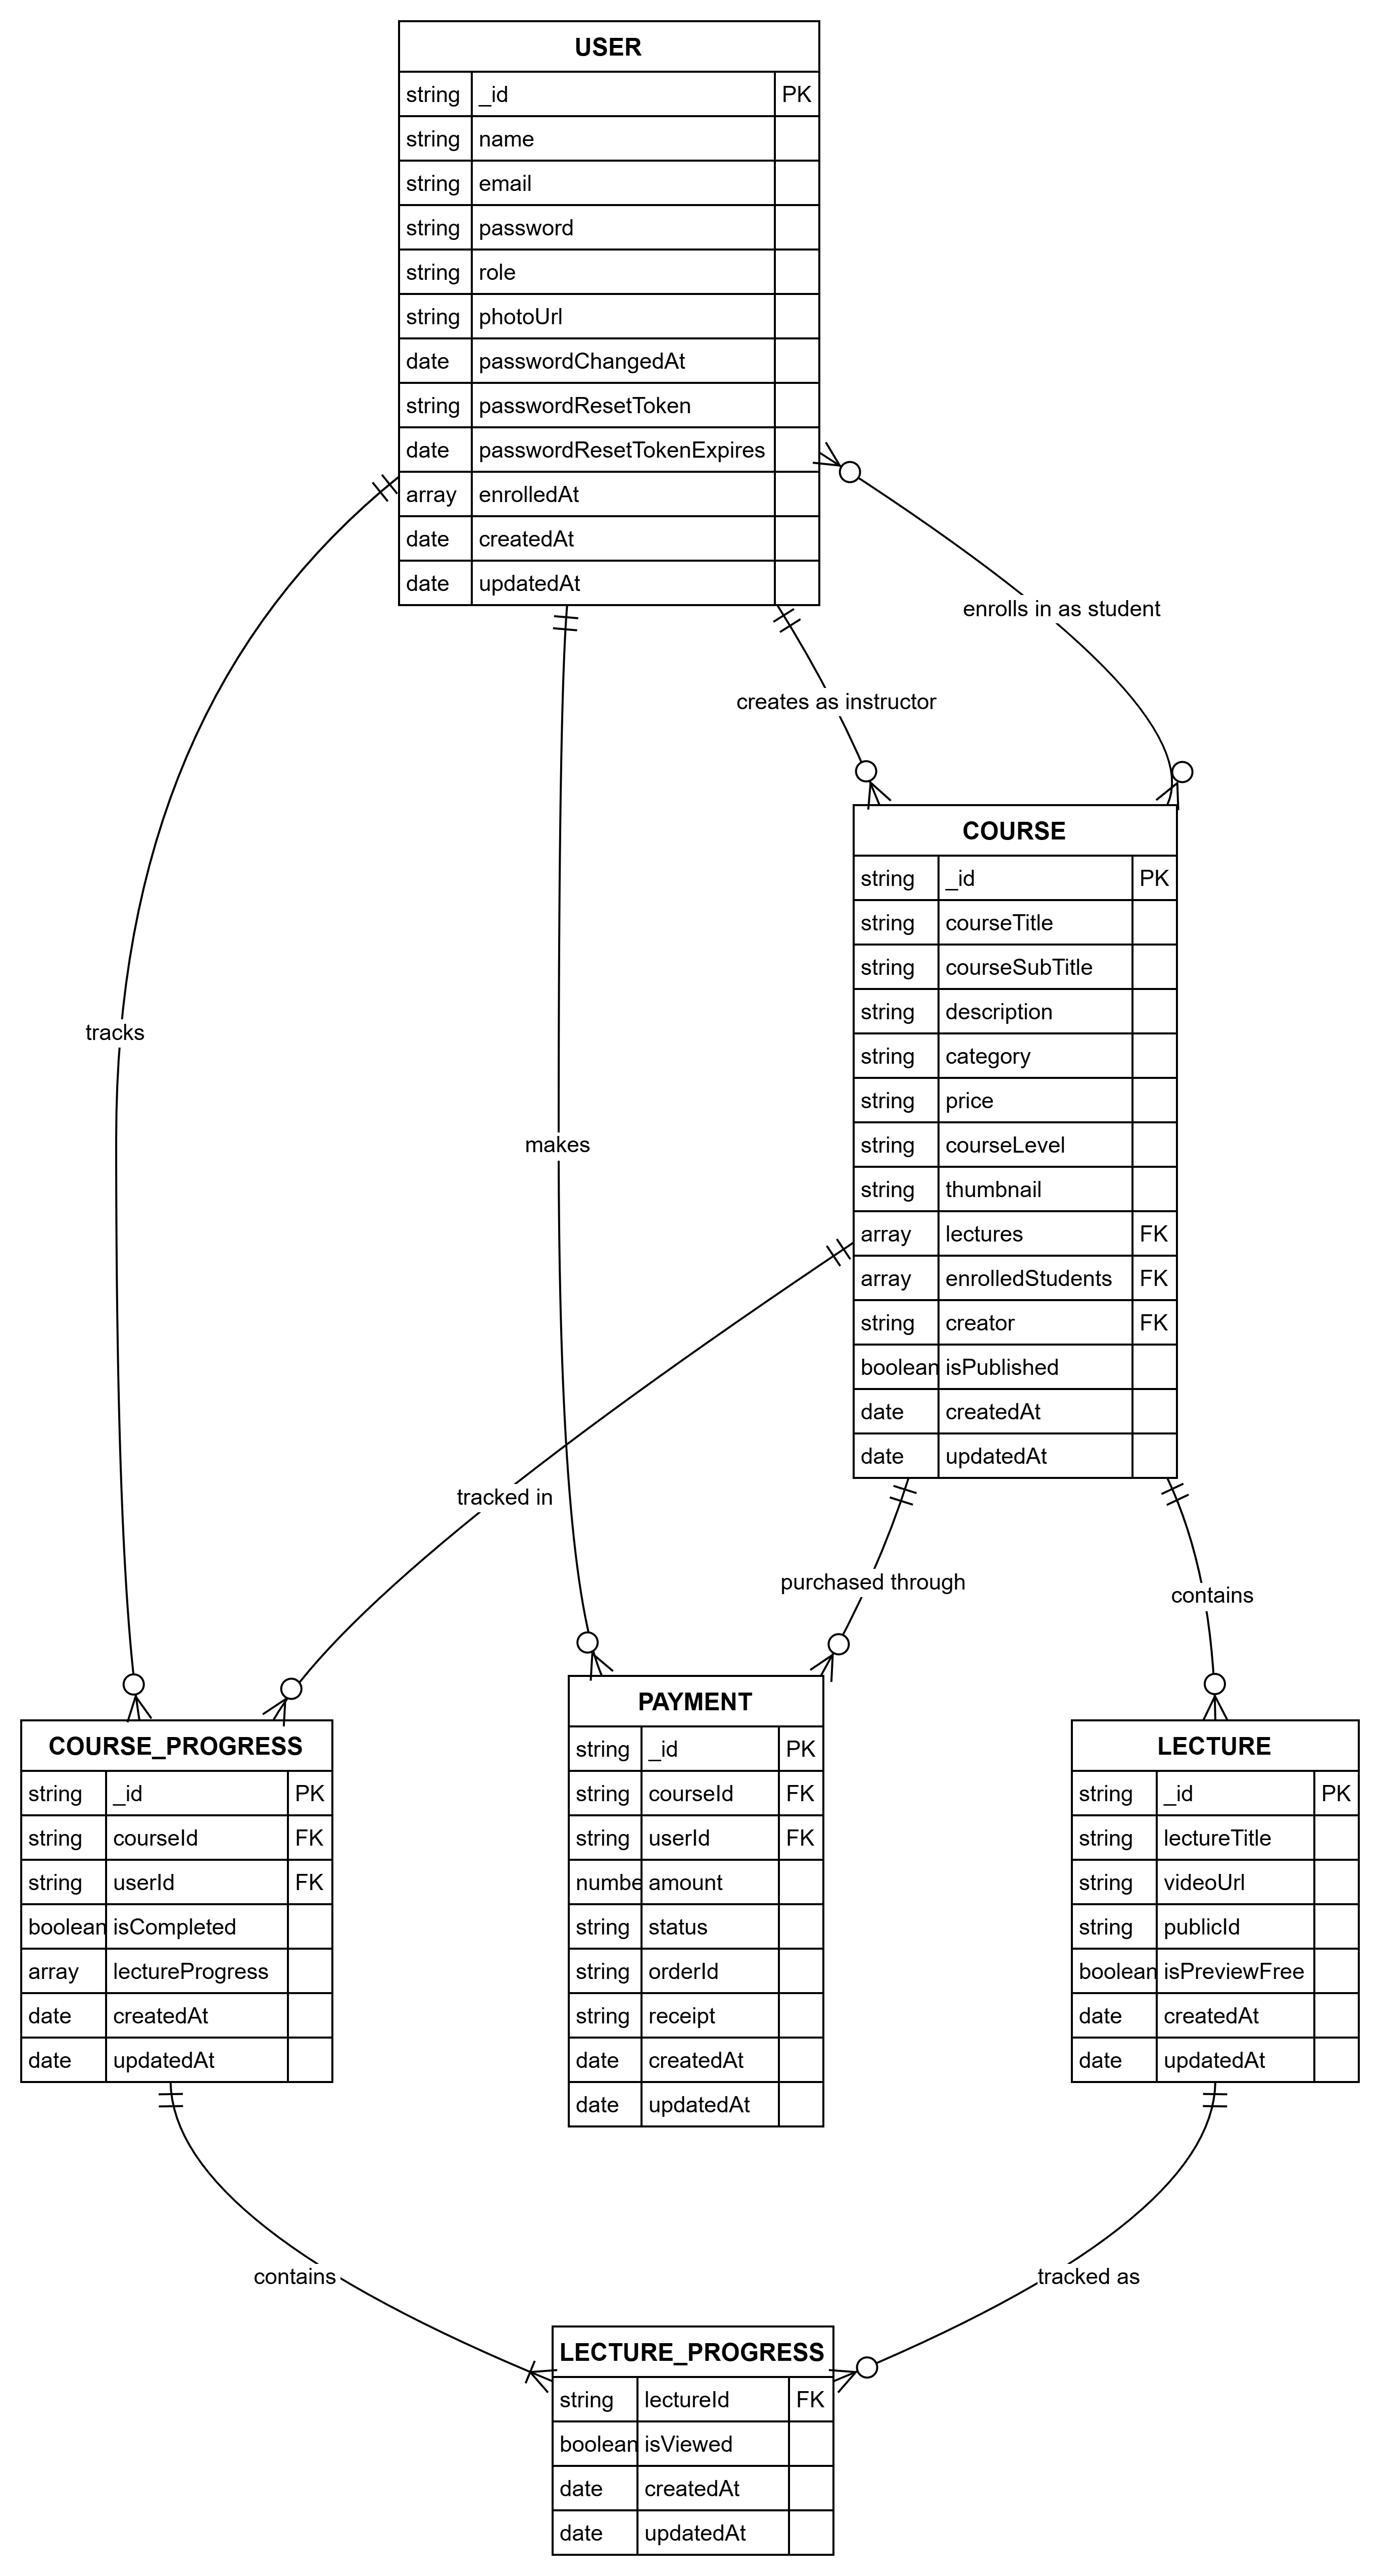 USER
string _id PK
string name
string email
string password
string role
string photoUrl
date passwordChangedAt
string passwordResetToken
date passwordResetTokenExpires
array enrolledAt
date createdAt
date updatedAt
enrolls in as student
creates as instructor
COURSE
string _id PK
string courseTitle
string courseSubTitle
string description
string category
string price
string courseLevel
string thumbnail
array lectures FK
array enrolledStudents FK
string creator FK
boolean isPublished
date createdAt
date updatedAt
tracks
makes
tracked in
purchased through
contains
COURSE_PROGRESS
string _id PK
string courseId FK
string userId FK
boolean isCompleted
array lectureProgress
date createdAt
date updatedAt
PAYMENT
string _id PK
string courseId FK
string userId FK
numbe amount
string status
string orderId
string receipt
date createdAt
date updatedAt
LECTURE
string _id PK
string lectureTitle
string videoUrl
string publicId
boolean isPreviewFree
date createdAt
date updatedAt
contains
tracked as
LECTURE_PROGRESS
string lectureId FK
boolean isViewed
date createdAt
date updatedAt